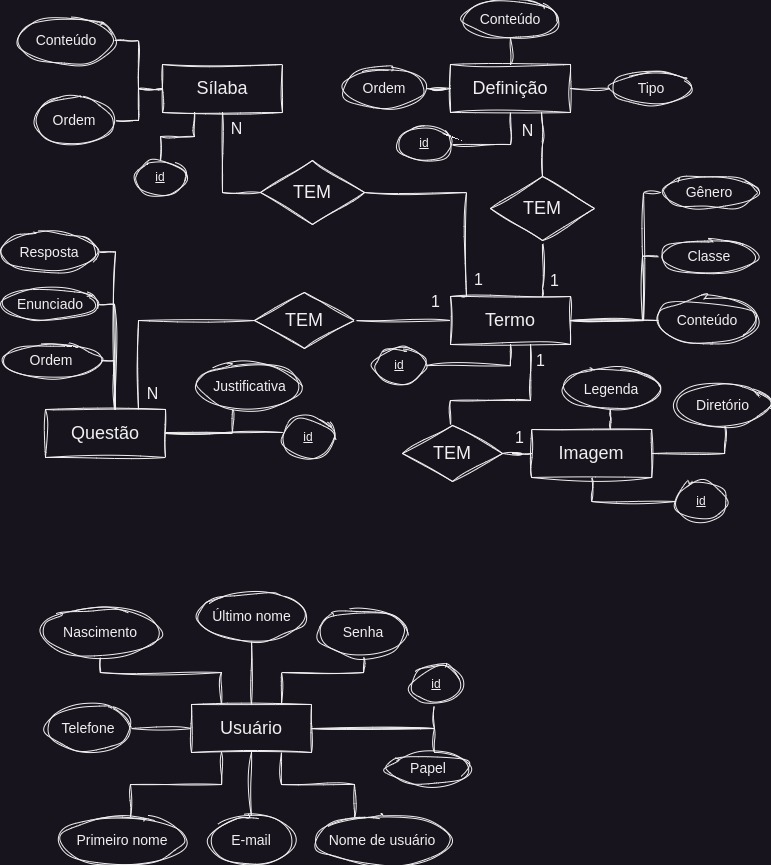 Conteúdo
Conteúdo
Sílaba
Ordem
Definição
Tipo
Ordem
N
N
id
id
TEM
Gênero
TEM
Resposta
Classe
1
1
Enunciado
1
TEM
Termo
Conteúdo
Ordem
id
1
Justificativa
Legenda
N
Diretório
Questão
id
1
TEM
Imagem
id
Nascimento
Último nome
Senha
id
Telefone
Usuário
Papel
Primeiro nome
E-mail
Nome de usuário